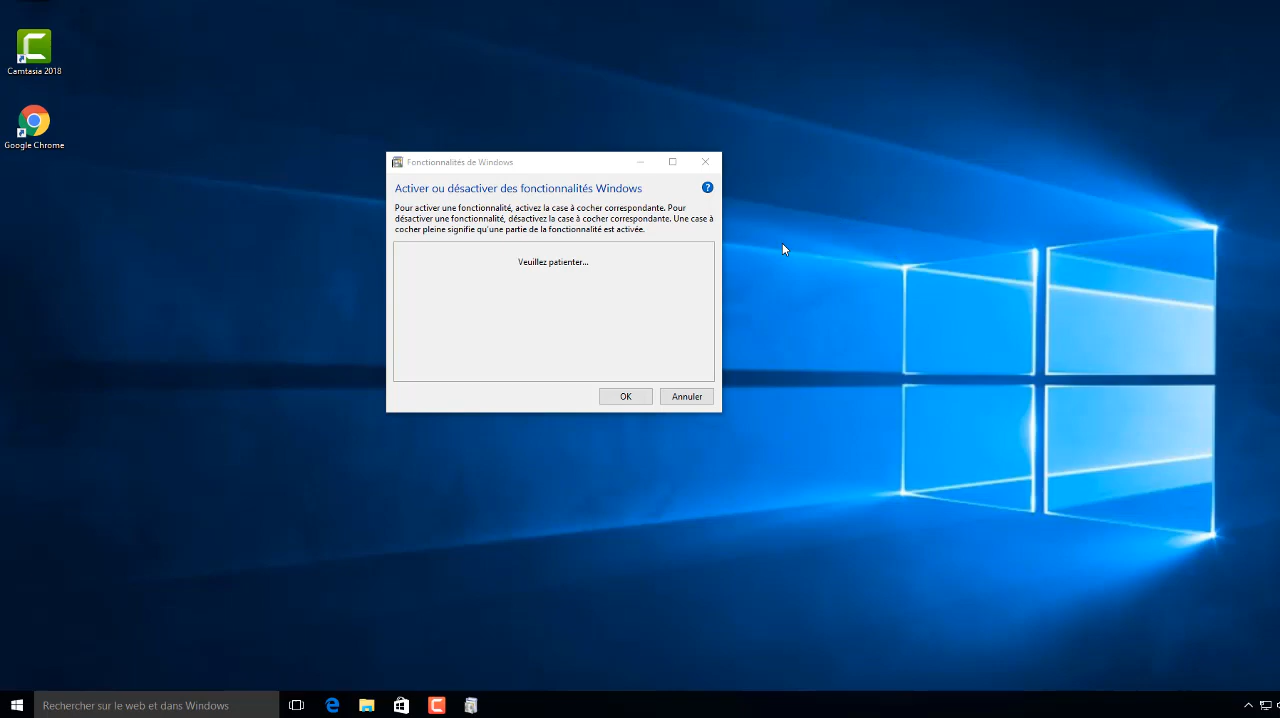 Camtasia 2018
Google Chrome
Fonctionnalités de Windows
Activer ou désactiver des fonctionnalités Windows
?
Pour activer une fonctionnalité, activez la case à cocher correspondante. Pour
désactiver une fonctionnalité, désactivez la case à cocher correspondante. Une case à
cocher pleine signifie qu'une partie de la fonctionnalité est activée.
Veuillez patienter...
OK
Annuler
Rechercher sur le web et dans Windows